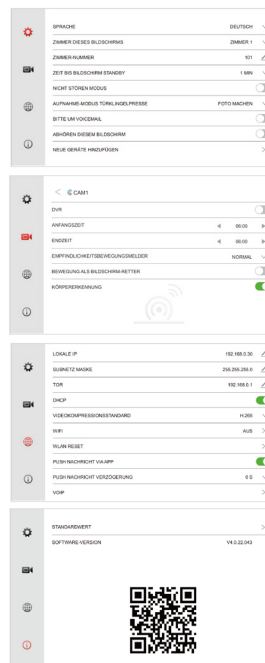 SPRACHE DEUTSCH
ZIMMER DIESES BILDSCHIRMS ZIMMER 1
ZIMMER-NUMMER 101
ZEIT BIS BILDSCHIRM STANDBY 1 MIN
NICHT STÖREN MODUS
AUFNAHME-MODUS TÜRKLINGELPRESSE FOTO MACHEN
BITTE UM VOICEMAIL
ABHÖREN DIESEM BILDSCHIRM
NEUE GERÄTE HINZUFÜGEN
CAM1
DVR
ANFANGSZEIT 00:00
ENDZEIT 00:00
EMPFINDLICHKEITSBEWEGUNGSMELDER NORMAL
BEWEGUNG ALS BILDSCHIRM-RETTER
KÖRPERERKENNUNG
LOKALE IP 192.168.0.30
SUBNETZ MASKE 255.255.255.0
TOR 192.168.0.1
DHCP
VIDEOKOMPRESSIONSSTANDARD H.265
WIFI AUS
WLAN RESET
PUSH NACHRICHT VIA APP
PUSH NACHRICHT VERZÖGERUNG 6 S
VOIP
STANDARDWERT
SOFTWARE-VERSION V4.0.22.043